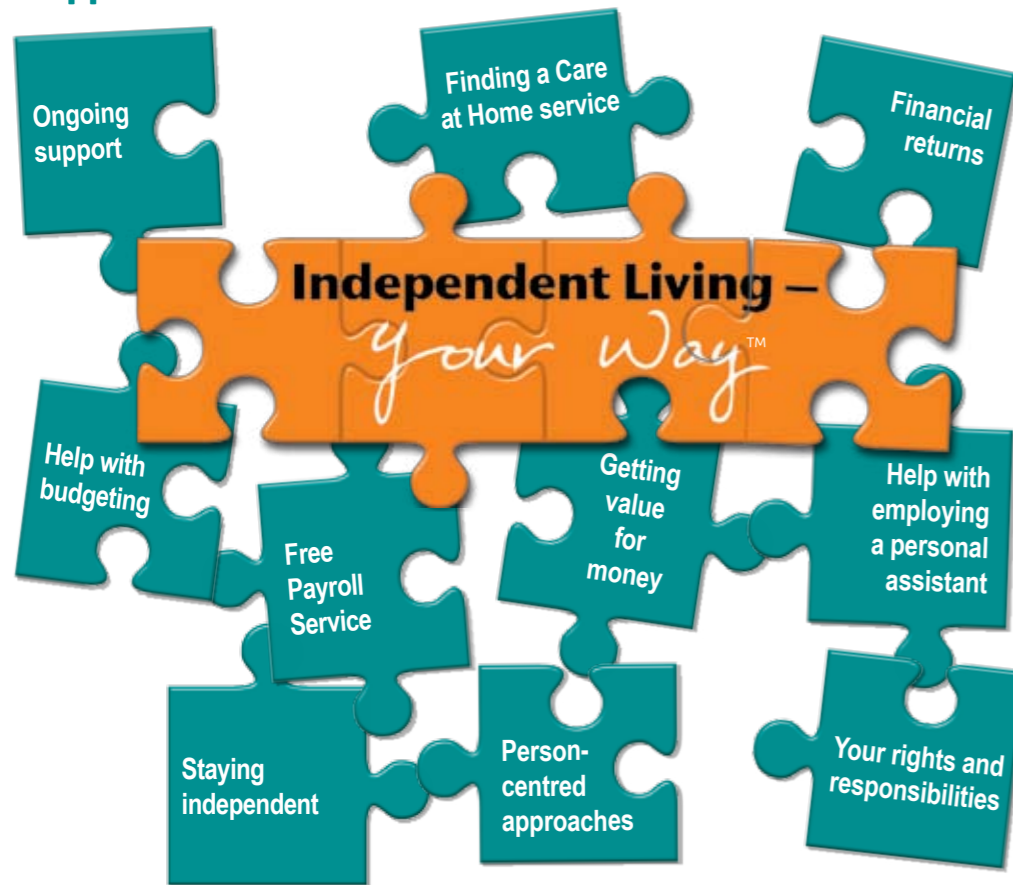 Ongoing
support
Finding a Care
at Home service
Financial
returns
Independent Living –
Your Way™
Help with
budgeting
Free
Payroll
Service
Getting
value
for
money
Help with
employing
a personal
assistant
Staying
independent
Person-
centred
approaches
Your rights and
responsibilities